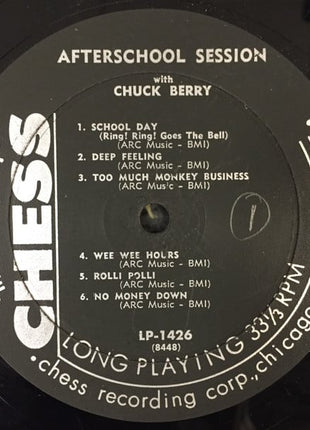 AFTERSCHOOL SESSION
with
CHUCK BERRY
1. SCHOOL DAY
(Ring! Ring! Goes The Bell)
(ARC Music - BMI)
2. DEEP FEELING
(ARC Music - BMI)
3. TOO MUCH MONKEY BUSINESS
(ARC Music - BMI)
1
4. WEE WEE HOURS
(ARC Music - BMI)
5. ROLLI POLLI
(ARC Music - BMI)
6. NO MONEY DOWN
(ARC Music - BMI)
LP-1426
(8448)
CHESS
LONG PLAYING 33⅓ RPM
chess recording corp., chicago